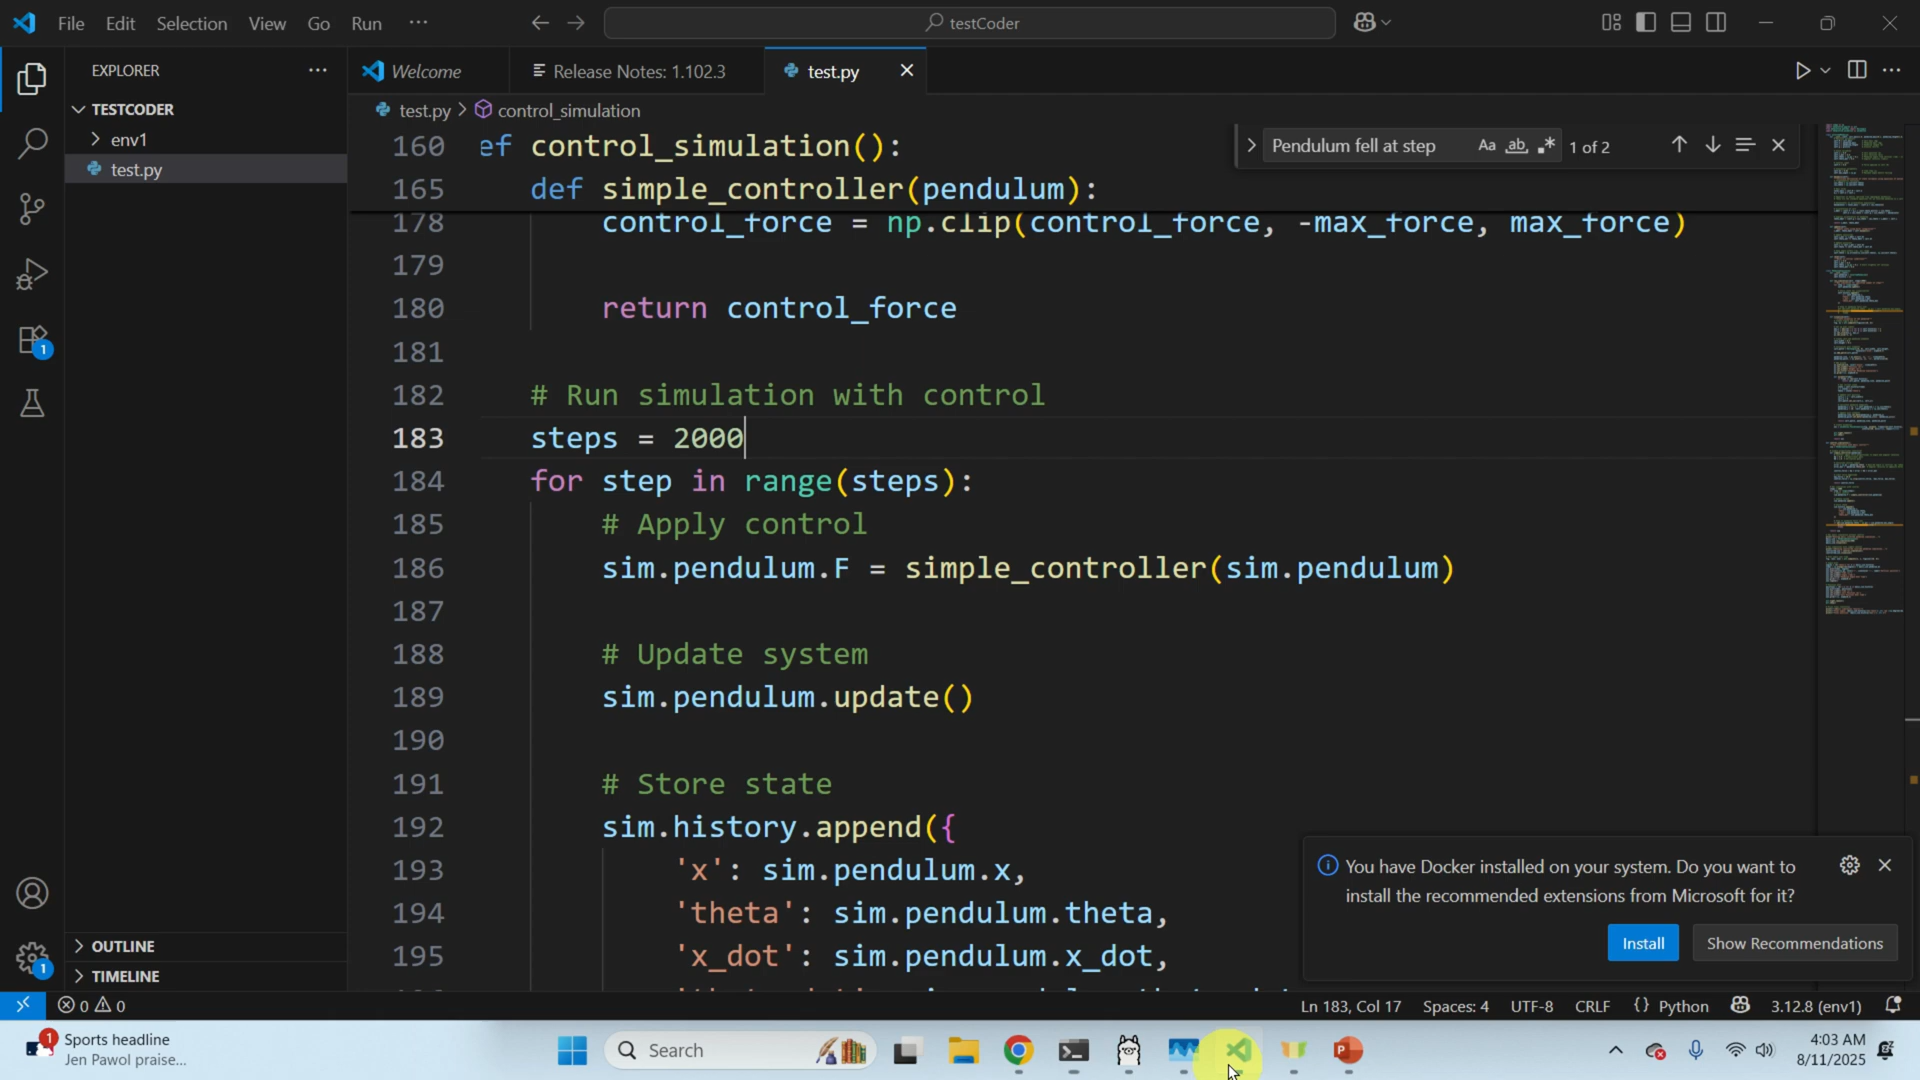 File Edit Selection View Go Run ···
testCoder
EXPLORER
TESTCODER
env1
test.py
OUTLINE
TIMELINE
Welcome
Release Notes: 1.102.3
test.py
test.py > control_simulation
Pendulum fell at step
Aa ab .* 1 of 2
160 ef control_simulation():
165 def simple_controller(pendulum):
178 control_force = np.clip(control_force, -max_force, max_force)
179
180 return control_force
181
182 # Run simulation with control
183 steps = 2000
184 for step in range(steps):
185 # Apply control
186 sim.pendulum.F = simple_controller(sim.pendulum)
187
188 # Update system
189 sim.pendulum.update()
190
191 # Store state
192 sim.history.append({
193 'x': sim.pendulum.x,
194 'theta': sim.pendulum.theta,
195 'x_dot': sim.pendulum.x_dot,
You have Docker installed on your system. Do you want to
install the recommended extensions from Microsoft for it?
Install
Show Recommendations
1
1
0 0
Ln 183, Col 17 Spaces: 4 UTF-8 CRLF {} Python 3.12.8 (env1)
1
Sports headline
Jen Pawol praise...
Search
4:03 AM
8/11/2025